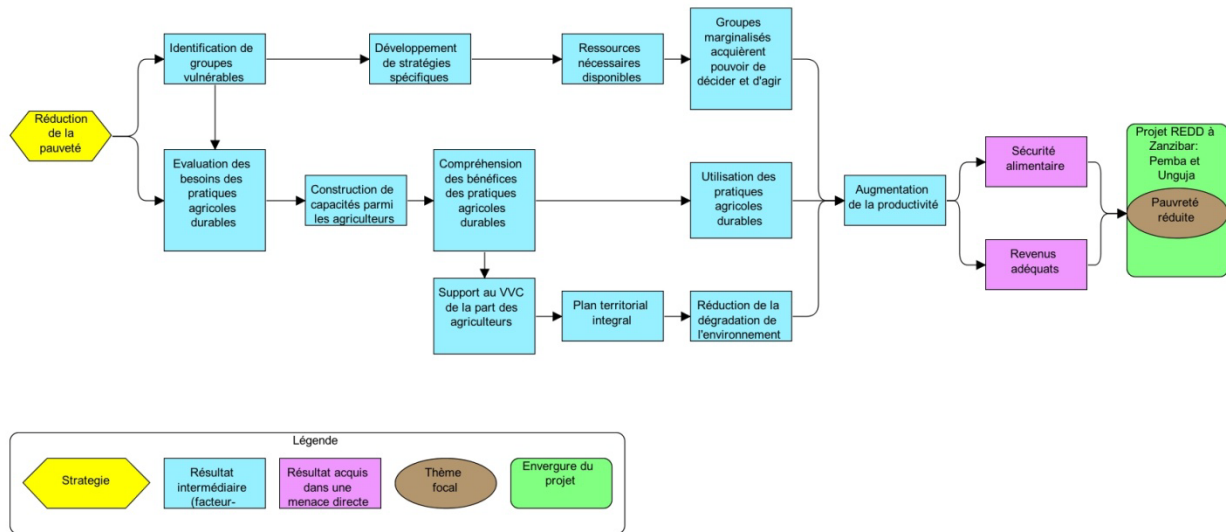 Réduction
de la
pauveté
Identification de
groupes
vulnérables
Développement
de stratégies
spécifiques
Ressources
nécessaires
disponibles
Groupes
marginalisés
acquièrent
pouvoir de
décider et d'agir
Evaluation des
besoins des
pratiques
agricoles
durables
Construction de
capacités parmi
les agriculteurs
Compréhension
des bénéfices
des pratiques
agricoles
durables
Utilisation des
pratiques
agricoles
durables
Support au VVC
de la part des
agriculteurs
Plan territorial
integral
Réduction de la
dégradation de
l'environnement
Augmentation
de la productivité
Sécurité
alimentaire
Revenus
adéquats
Projet REDD à
Zanzibar:
Pemba et
Unguja
Pauvreté
réduite
Légende
Strategie
Résultat
intermédiaire
(facteur-
Résultat acquis
dans une
menace directe
Thème
focal
Envergure du
projet